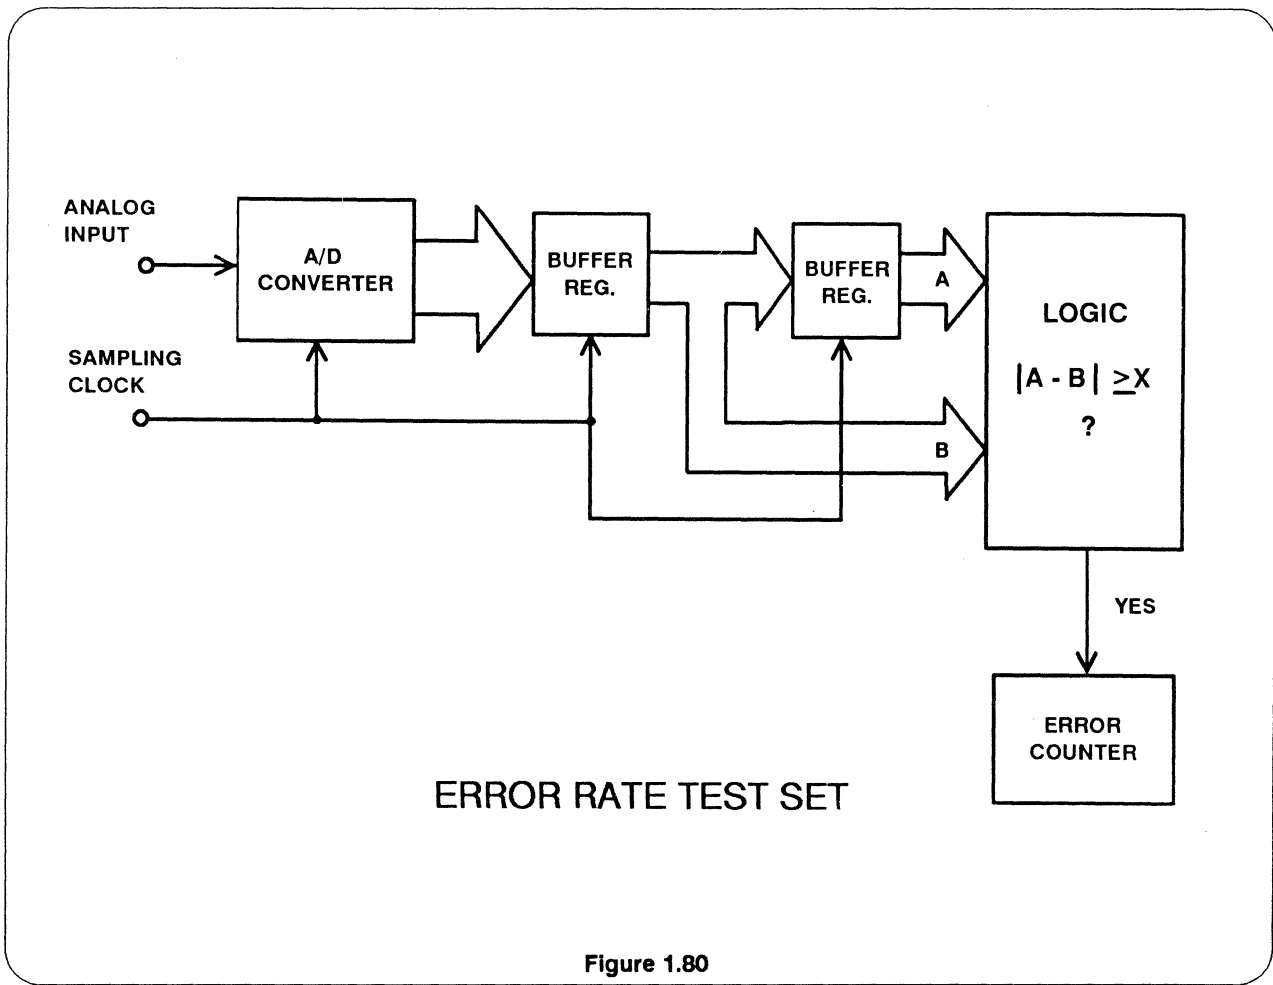 ANALOG
INPUT
A/D
CONVERTER
BUFFER
REG.
BUFFER
REG.
A
LOGIC
|A - B| ≥X
?
SAMPLING
CLOCK
B
YES
ERROR
COUNTER
ERROR RATE TEST SET
Figure 1.80